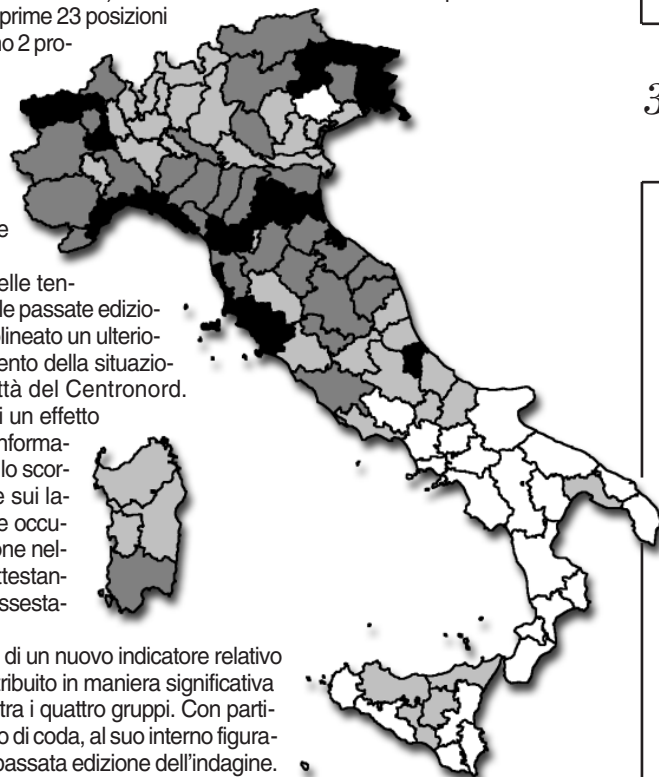 prime 23 posizioni
no 2 pro-
3
e
elle ten-
le passate edizio-
olineato un ulterio-
ento della situazio-
ttà del Centronord.
i un effetto
nforma-
lo scor-
e sui la-
e occu-
one nel-
ttestan-
ssesta-
di un nuovo indicatore relativo
tribuito in maniera significativa
tra i quattro gruppi. Con parti-
o di coda, al suo interno figura-
passata edizione dell'indagine.